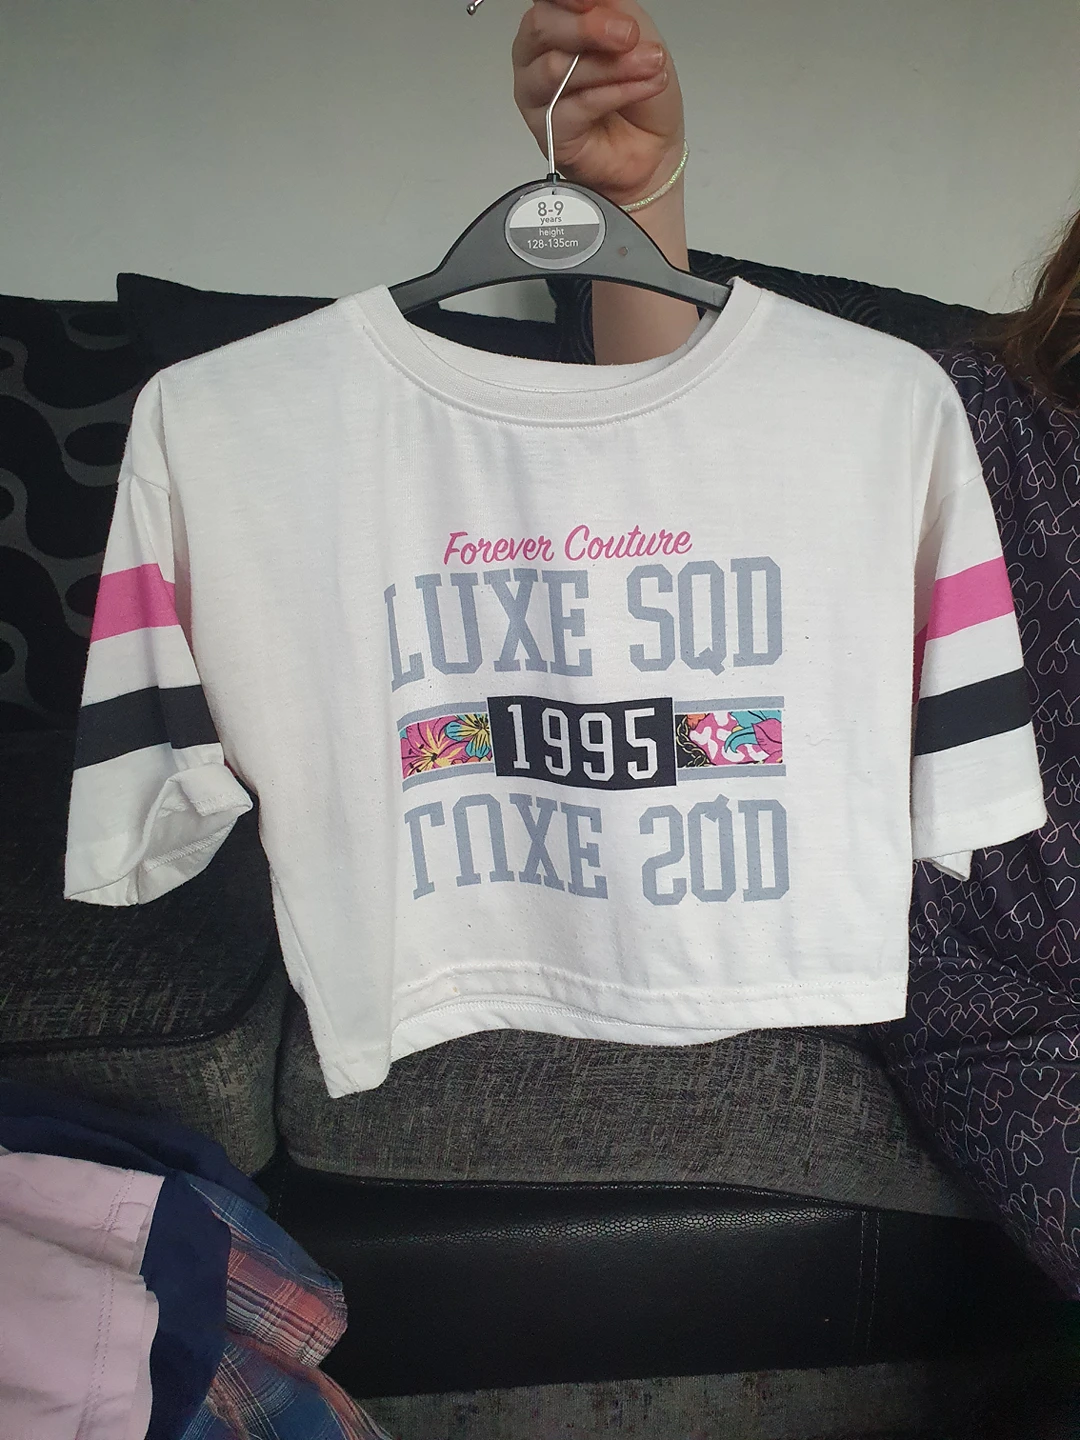 8-9
years
height
128-135cm
Forever Couture
LUXE SQD
1995
LUXE SQD